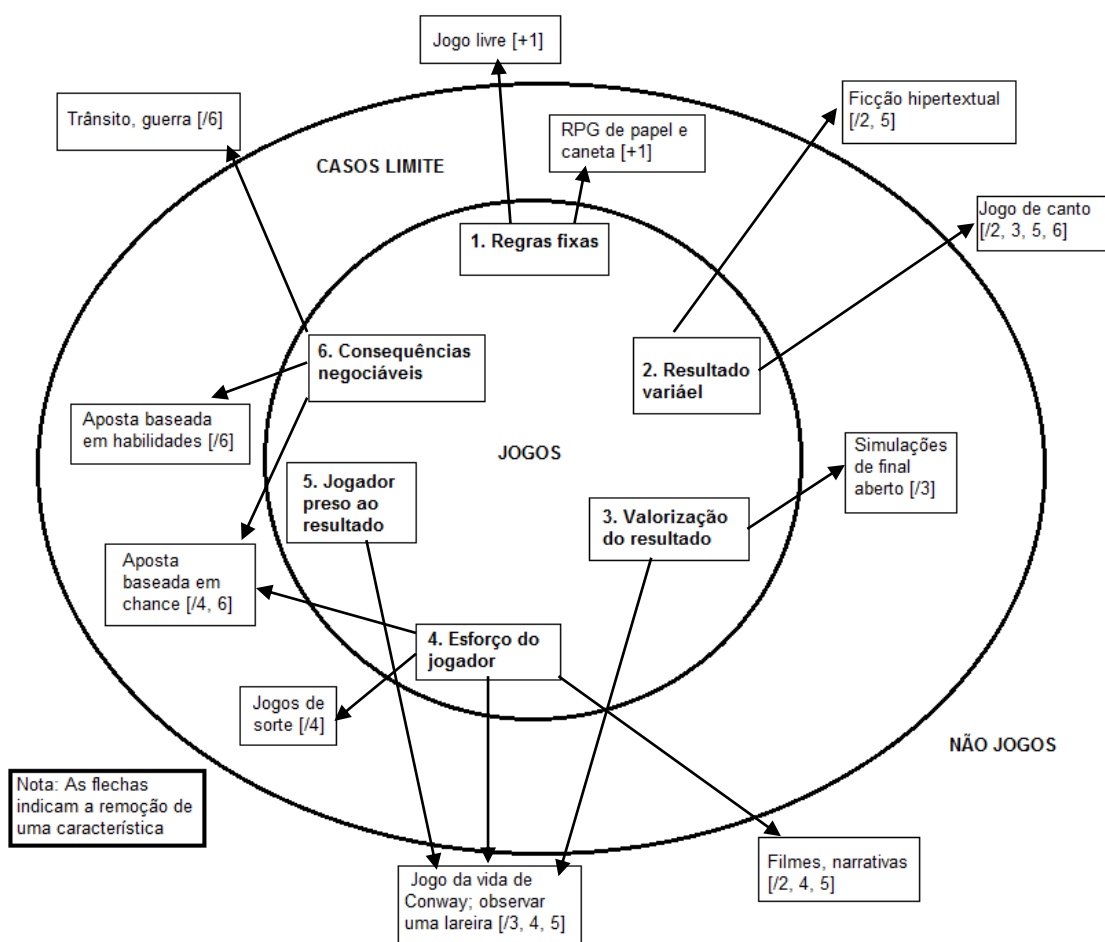 Jogo livre [+1]
Trânsito, guerra [/6]
Ficção hipertextual
[/2, 5]
RPG de papel e
caneta [+1]
CASOS LIMITE
Jogo de canto
[/2, 3, 5, 6]
1. Regras fixas
6. Consequências
negociáveis
2. Resultado
variáel
Aposta baseada
em habilidades [/6]
JOGOS
Simulações
de final
aberto [/3]
5. Jogador
preso ao
resultado
3. Valorização
do resultado
Aposta
baseada em
chance [/4, 6]
4. Esforço do
jogador
Jogos de
sorte [/4]
NÃO JOGOS
Nota: As flechas
indicam a remoção de
uma característica
Filmes, narrativas
[/2, 4, 5]
Jogo da vida de
Conway; observar
uma lareira [/3, 4, 5]